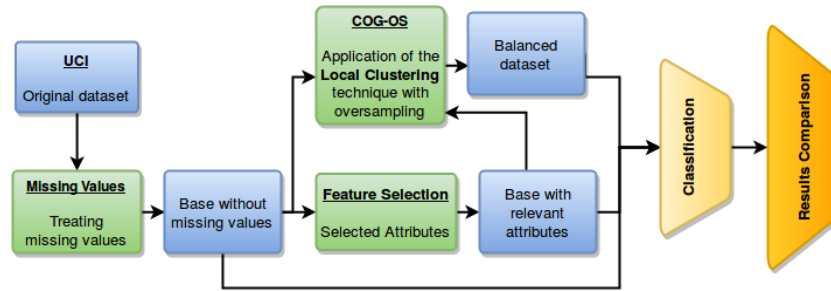 UCI
Original dataset
COG-OS
Application of the
Local Clustering
technique with
oversampling
Balanced
dataset
Missing Values
Treating
missing values
Base without
missing values
Feature Selection
Selected Attributes
Base with
relevant
attributes
Classification
Results Comparison